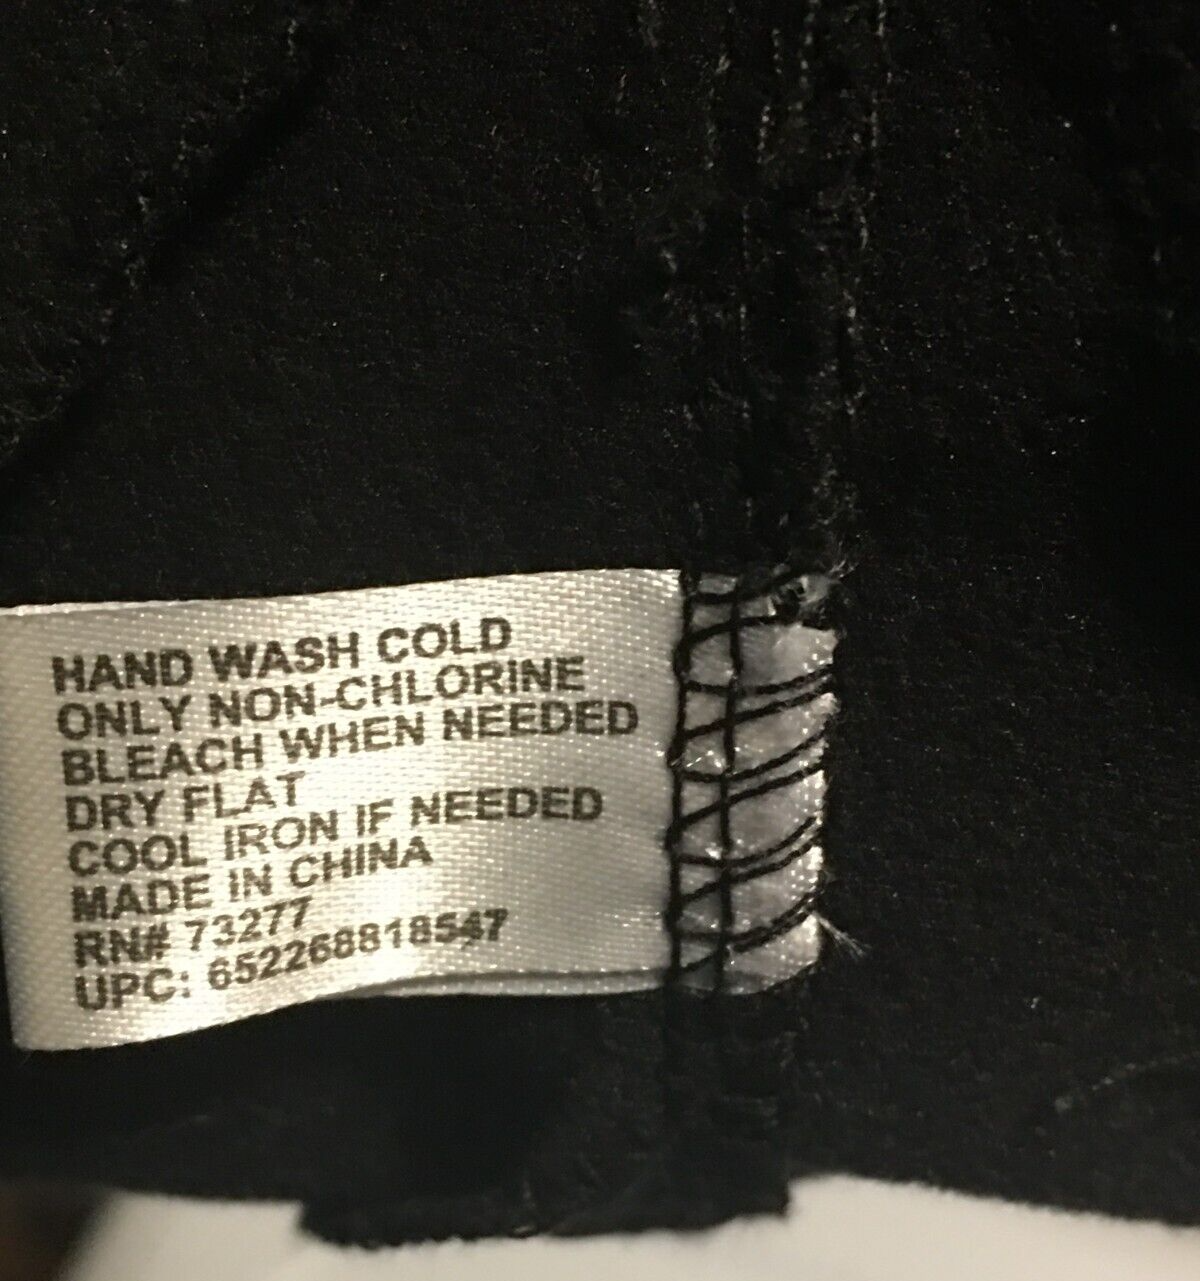 HAND WASH COLD
ONLY NON-CHLORINE
BLEACH WHEN NEEDED
DRY FLAT
COOL IRON IF NEEDED
MADE IN CHINA
RN# 73277
UPC: 652268818547